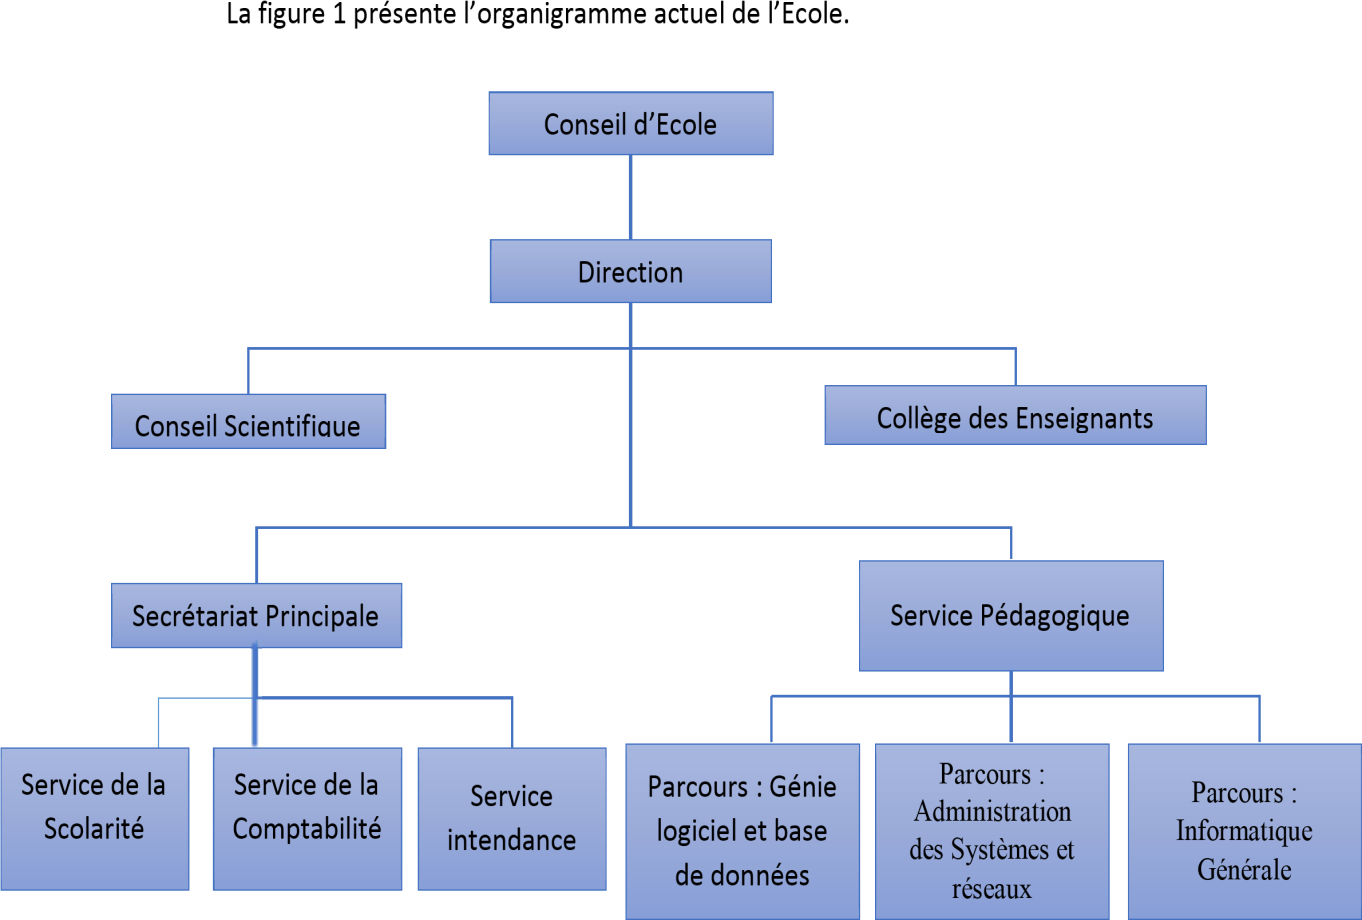 La figure 1 présente l’organigramme actuel de l’Ecole.
Conseil d’Ecole
Direction
Conseil Scientifique
Collège des Enseignants
Secrétariat Principale
Service Pédagogique
Service de la
Scolarité
Service de la
Comptabilité
Service
intendance
Parcours : Génie
logiciel et base
de données
Parcours :
Administration
des Systèmes et
réseaux
Parcours :
Informatique
Générale